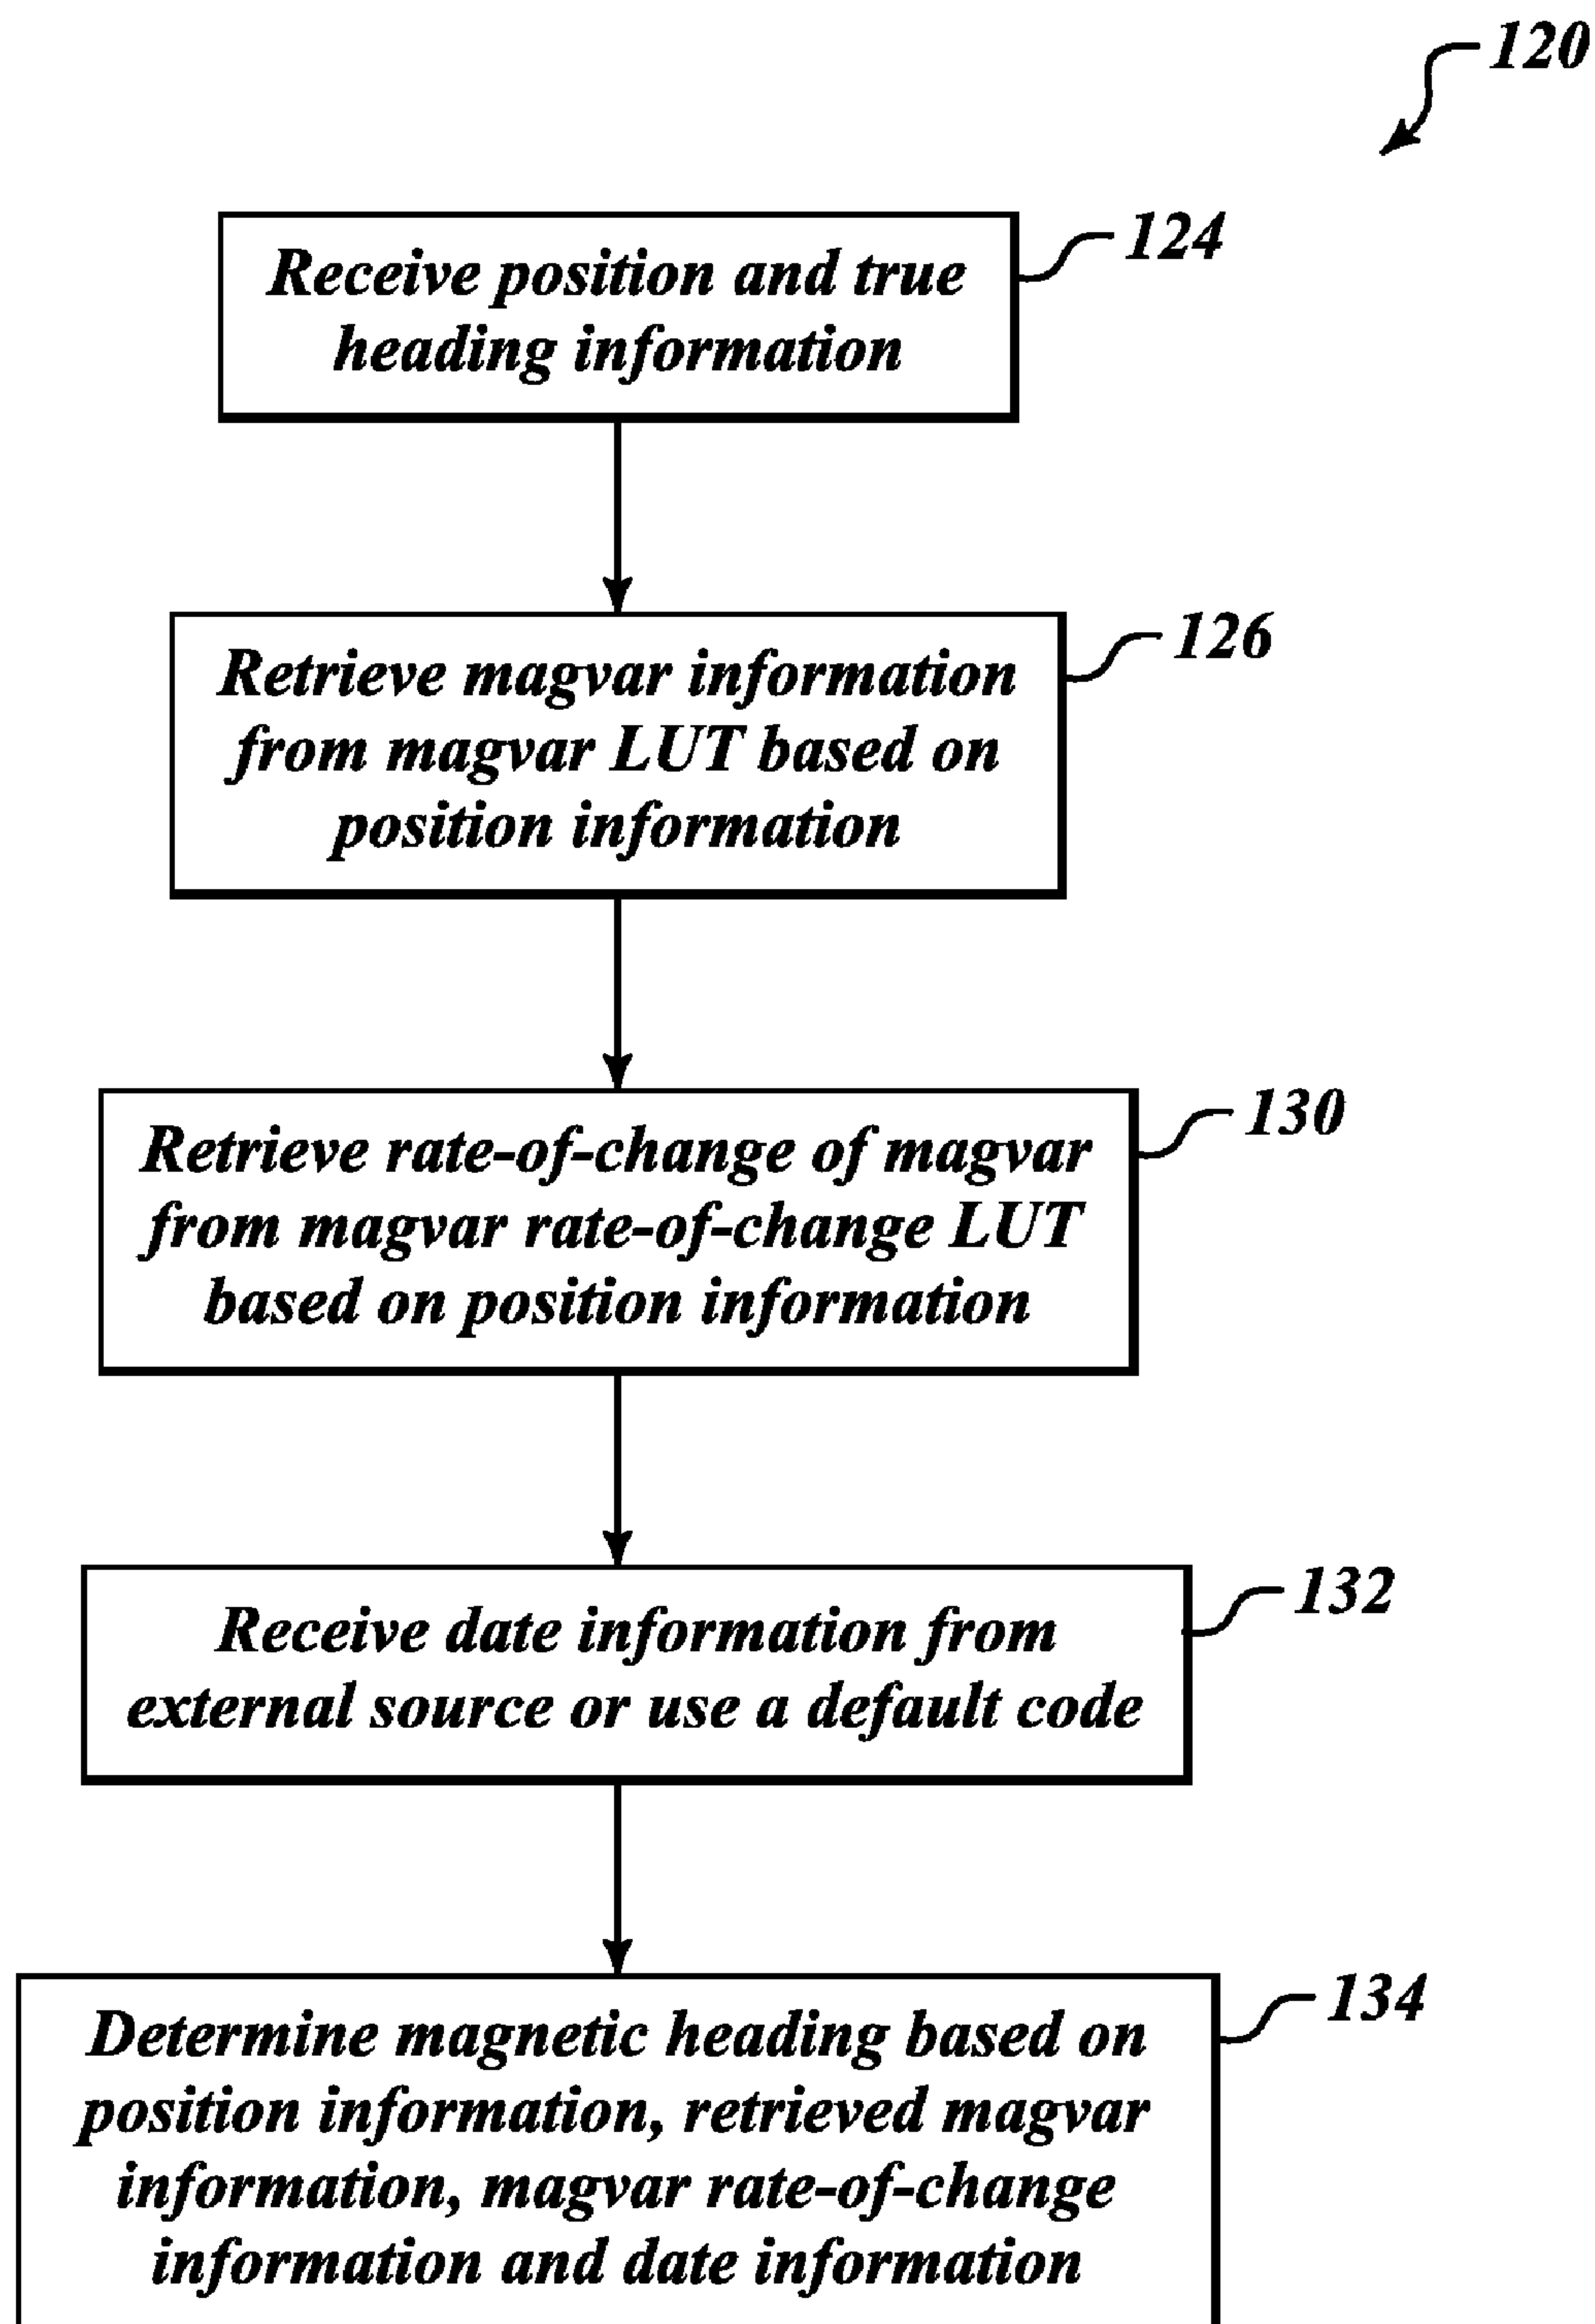 120
124
Receive position and true
heading information
126
Retrieve magvar information
from magvar LUT based on
position information
130
Retrieve rate-of-change of magvar
from magvar rate-of-change LUT
based on position information
132
Receive date information from
external source or use a default code
134
Determine magnetic heading based on
position information, retrieved magvar
information, magvar rate-of-change
information and date information